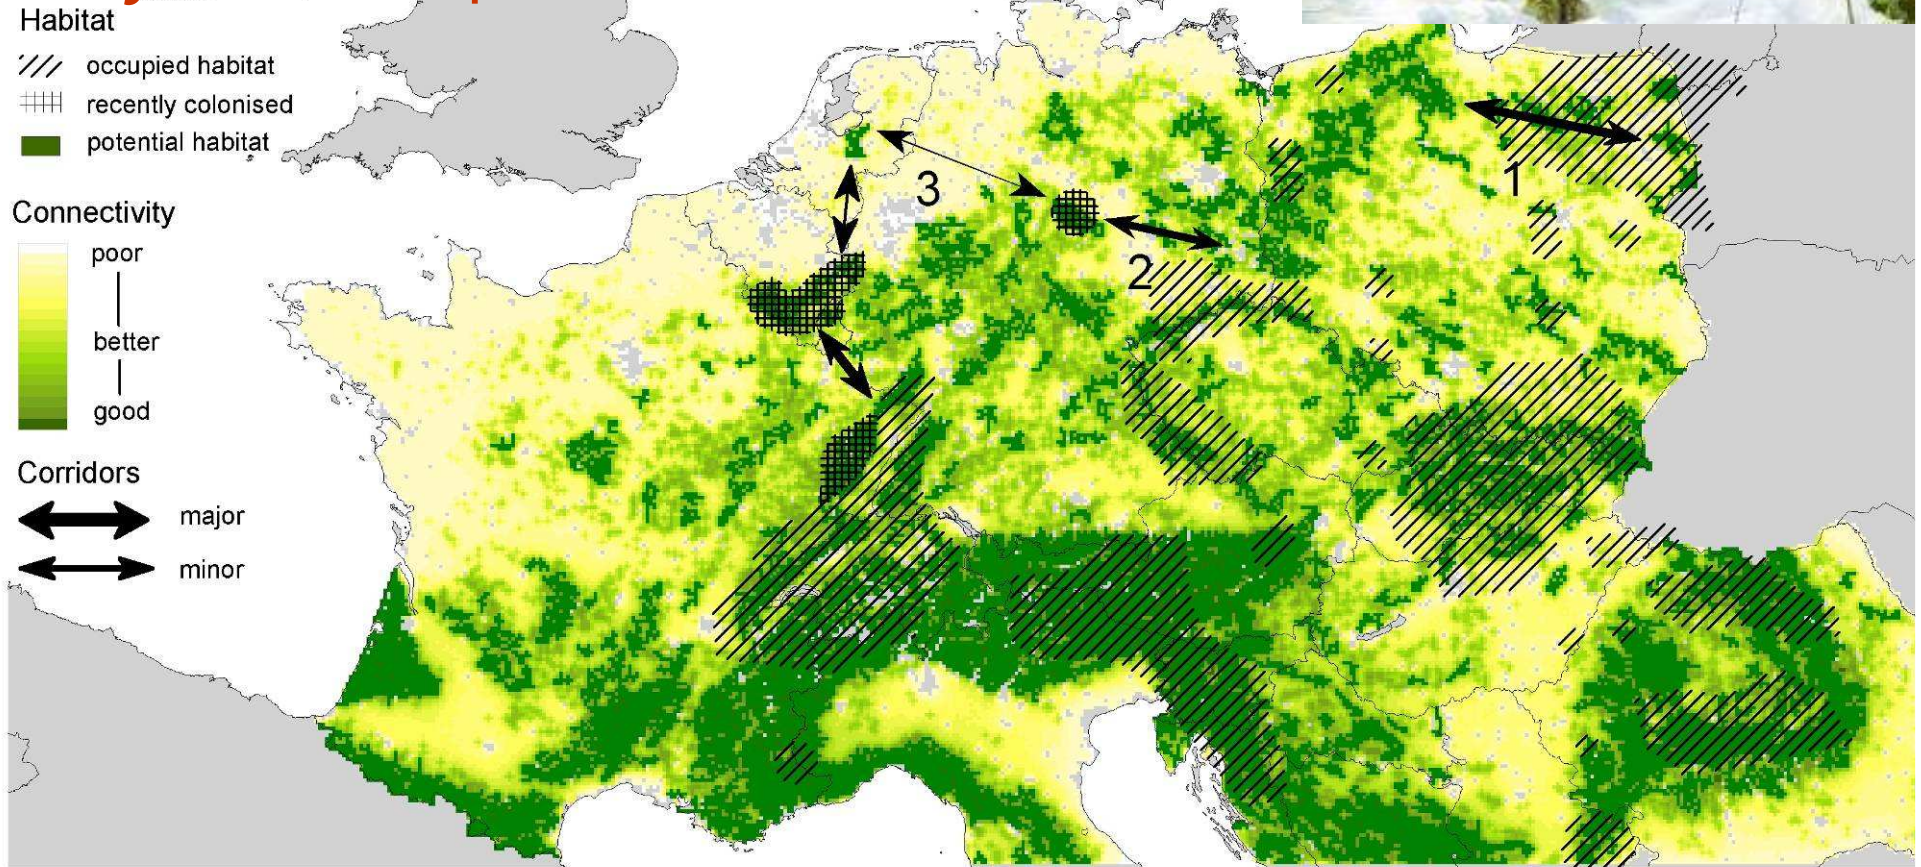 Habitat
occupied habitat
recently colonised
potential habitat
Connectivity
poor
better
good
Corridors
major
minor
1
2
3